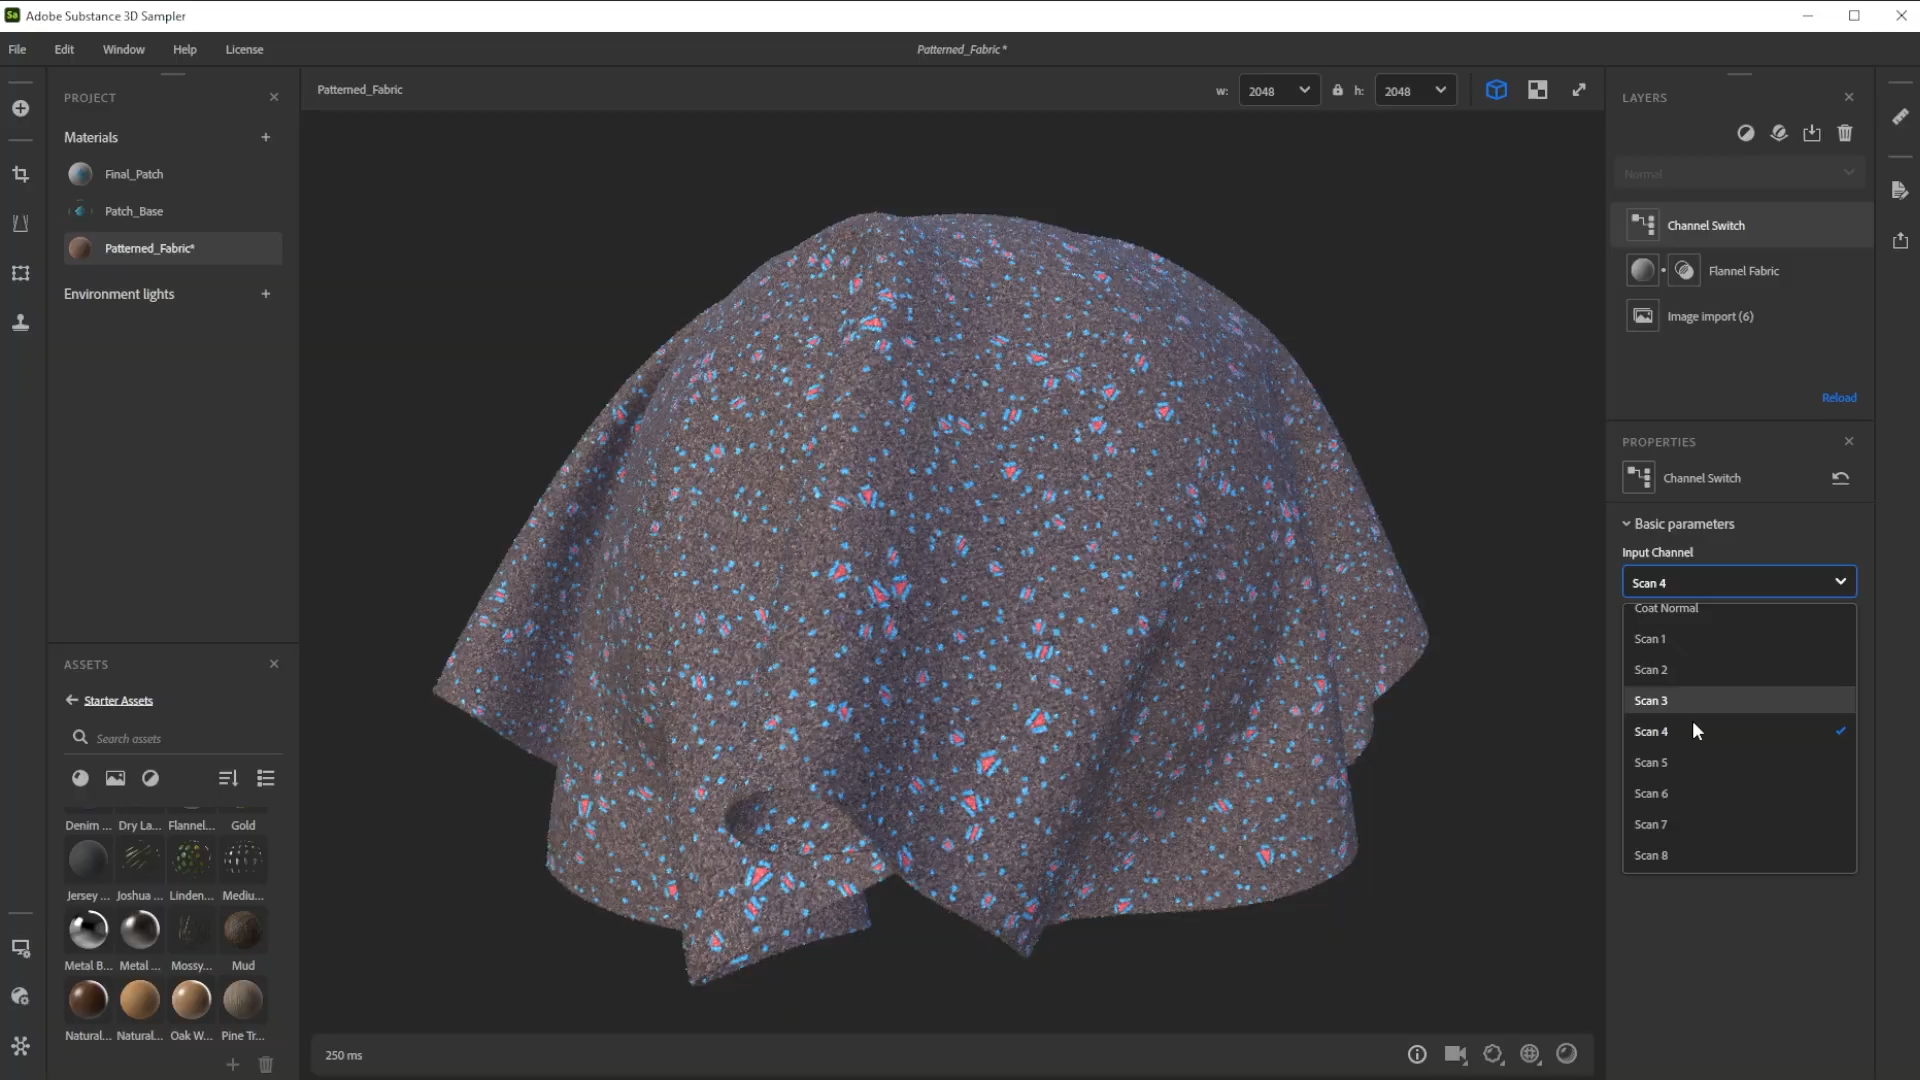 Adobe Substance 3D Sampler
File Edit Window Help License
Patterned_Fabric*
PROJECT
Materials
Final_Patch
Patch_Base
Patterned_Fabric*
Environment lights
ASSETS
Starter Assets
Search assets
Denim ... Dry La... Flannel... Gold
Jersey ... Joshua ... Linden... Mediu...
Metal B... Metal ... Mossy... Mud
Natural... Natural... Oak W... Pine Tr...
Patterned_Fabric
w: 2048 h: 2048
250 ms
LAYERS
Normal
Channel Switch
Flannel Fabric
Image import (6)
Reload
PROPERTIES
Channel Switch
Basic parameters
Input Channel
Scan 4
Coat Normal
Scan 1
Scan 2
Scan 3
Scan 4
Scan 5
Scan 6
Scan 7
Scan 8